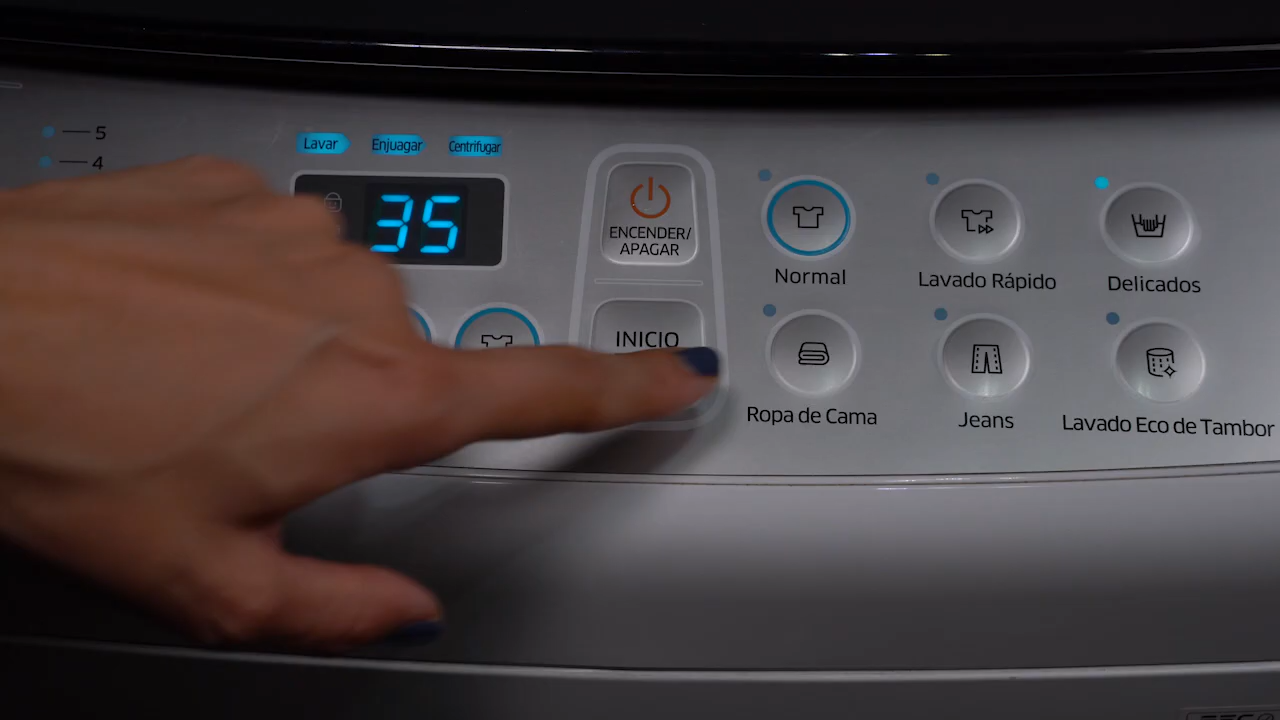 5
4
Lavar
Enjuagar
Centrifugar
35
ENCENDER/
APAGAR
INICIO
Normal
Lavado Rápido
Delicados
Ropa de Cama
Jeans
Lavado Eco de Tambor